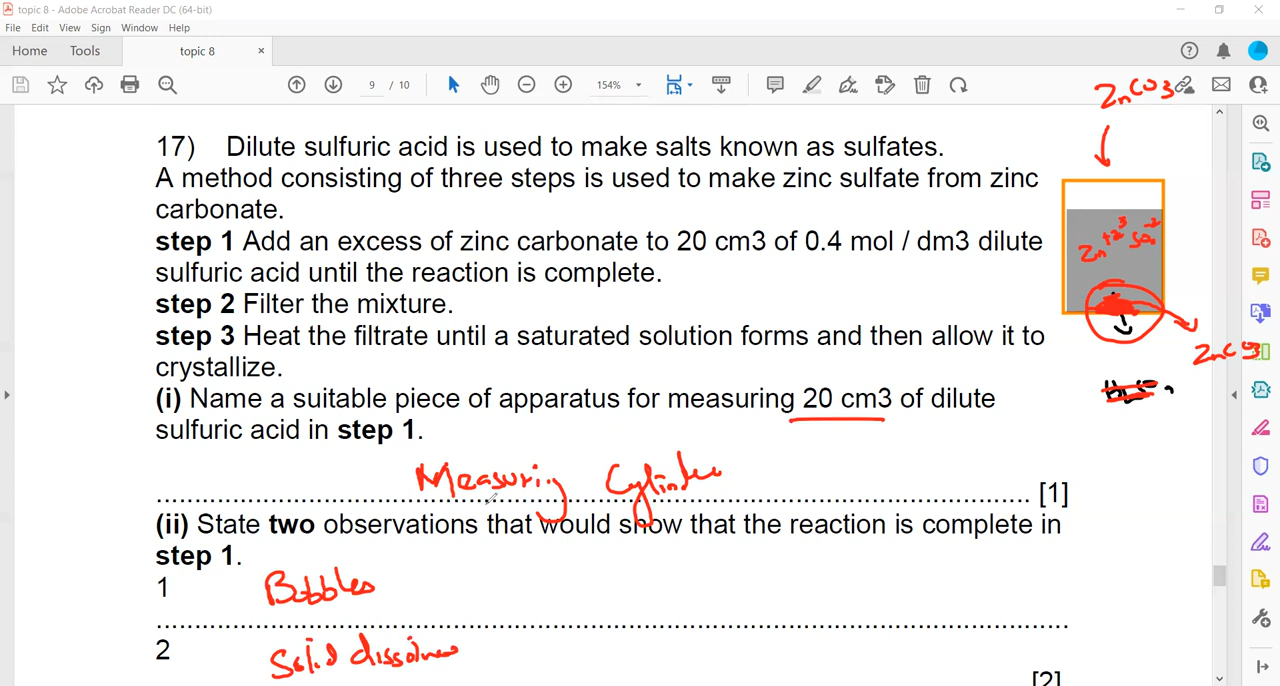 topic 8 - Adobe Acrobat Reader DC (64-bit)
File Edit View Sign Window Help
Home Tools topic 8 ×
9 / 10 154%
ZnCO3
17) Dilute sulfuric acid is used to make salts known as sulfates.
A method consisting of three steps is used to make zinc sulfate from zinc
carbonate.
step 1 Add an excess of zinc carbonate to 20 cm3 of 0.4 mol / dm3 dilute
sulfuric acid until the reaction is complete.
step 2 Filter the mixture.
step 3 Heat the filtrate until a saturated solution forms and then allow it to
crystallize.
ZnCO3
(i) Name a suitable piece of apparatus for measuring 20 cm3 of dilute
sulfuric acid in step 1.
Measuring Cylinder
[1]
(ii) State two observations that would show that the reaction is complete in
step 1.
1 Bubbles
2 Solid dissolves
[2]